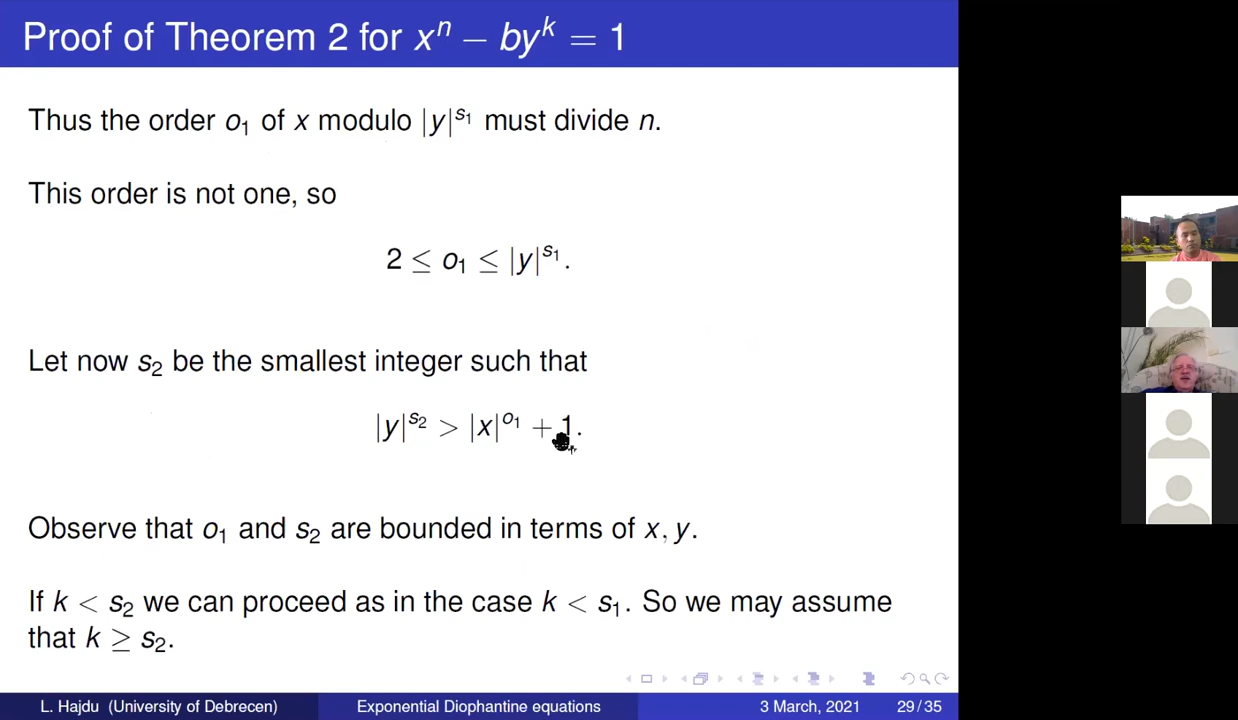 Proof of Theorem 2 for xⁿ − byᵏ = 1
Thus the order o₁ of x modulo |y|^{s₁} must divide n.
This order is not one, so
2 ≤ o₁ ≤ |y|^{s₁}.
Let now s₂ be the smallest integer such that
|y|^{s₂} > |x|^{o₁} + 1.
Observe that o₁ and s₂ are bounded in terms of x, y.
If k < s₂ we can proceed as in the case k < s₁. So we may assume
that k ≥ s₂.
L. Hajdu (University of Debrecen) Exponential Diophantine equations 3 March, 2021 29 / 35